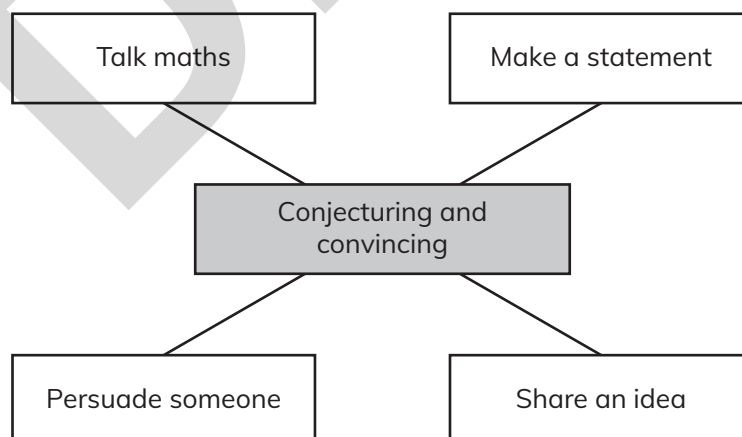 Talk maths
Make a statement
Conjecturing and
convincing
Persuade someone
Share an idea